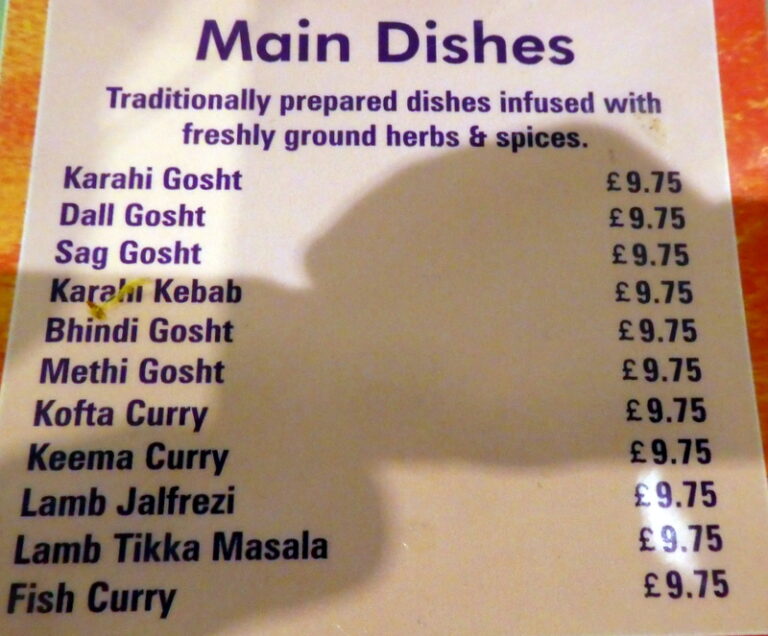 Main Dishes
Traditionally prepared dishes infused with
freshly ground herbs & spices.
Karahi Gosht £9.75
Dall Gosht £9.75
Sag Gosht £9.75
Karahi Kebab £9.75
Bhindi Gosht £9.75
Methi Gosht £9.75
Kofta Curry £9.75
Keema Curry £9.75
Lamb Jalfrezi £9.75
Lamb Tikka Masala £9.75
Fish Curry £9.75